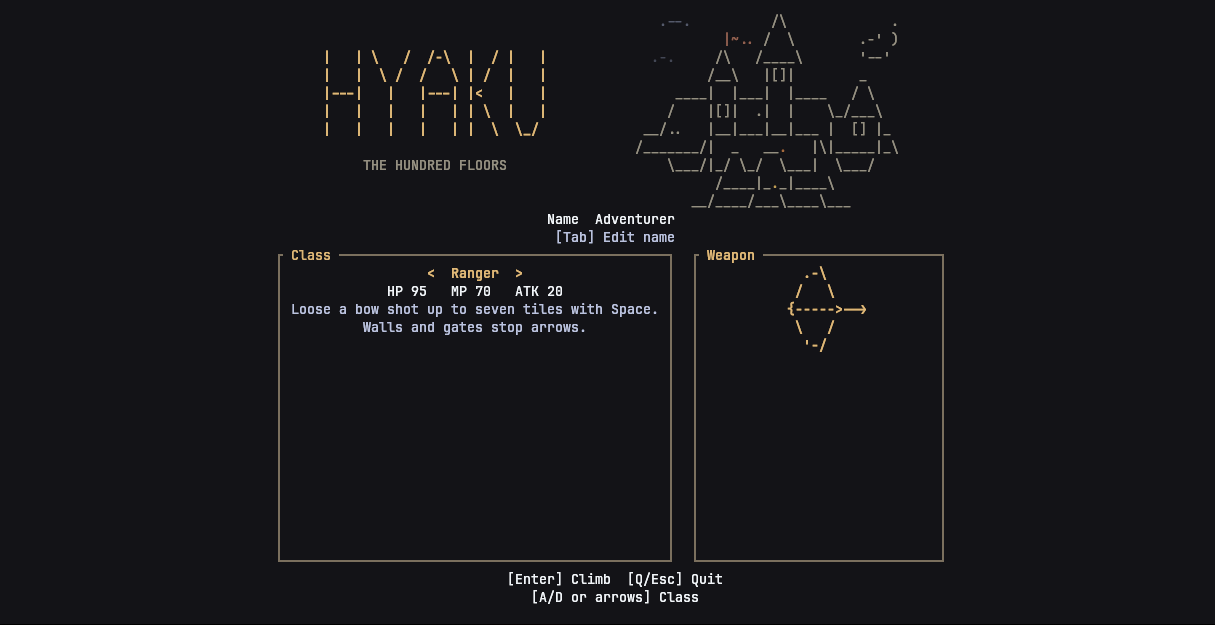 HYAKU
THE HUNDRED FLOORS
Name  Adventurer
[Tab] Edit name
Class
<  Ranger  >
HP 95   MP 70   ATK 20
Loose a bow shot up to seven tiles with Space.
Walls and gates stop arrows.
Weapon
[Enter] Climb  [Q/Esc] Quit
[A/D or arrows] Class